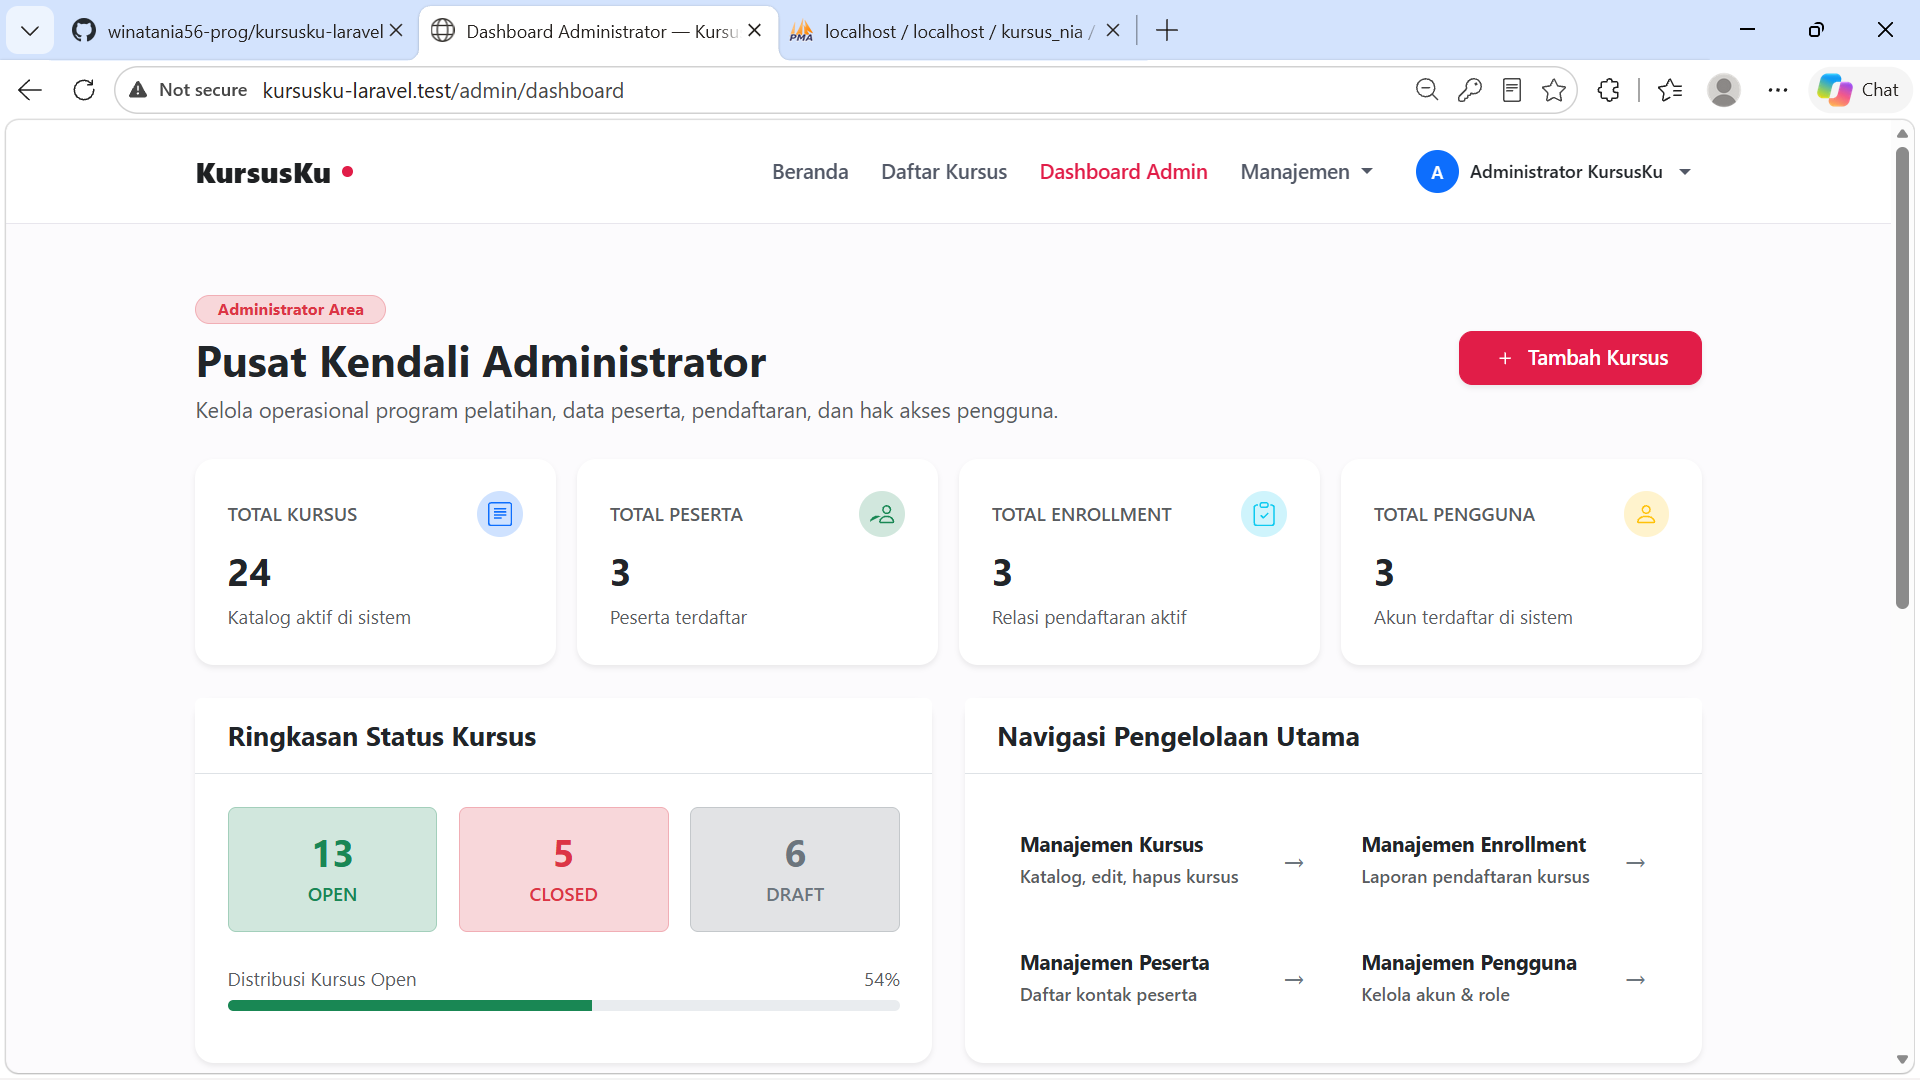 winatania56-prog/kursusku-laravel
Dashboard Administrator — Kursu
PMA
localhost / localhost / kursus_nia /
Not secure
kursusku-laravel.test/admin/dashboard
Chat
KursusKu
Beranda
Daftar Kursus
Dashboard Admin
Manajemen
A
Administrator KursusKu
Administrator Area
Pusat Kendali Administrator
Kelola operasional program pelatihan, data peserta, pendaftaran, dan hak akses pengguna.
+ Tambah Kursus
TOTAL KURSUS
24
Katalog aktif di sistem
TOTAL PESERTA
3
Peserta terdaftar
TOTAL ENROLLMENT
3
Relasi pendaftaran aktif
TOTAL PENGGUNA
3
Akun terdaftar di sistem
Ringkasan Status Kursus
13
OPEN
5
CLOSED
6
DRAFT
Distribusi Kursus Open
54%
Navigasi Pengelolaan Utama
Manajemen Kursus
Katalog, edit, hapus kursus
→
Manajemen Enrollment
Laporan pendaftaran kursus
→
Manajemen Peserta
Daftar kontak peserta
→
Manajemen Pengguna
Kelola akun & role
→